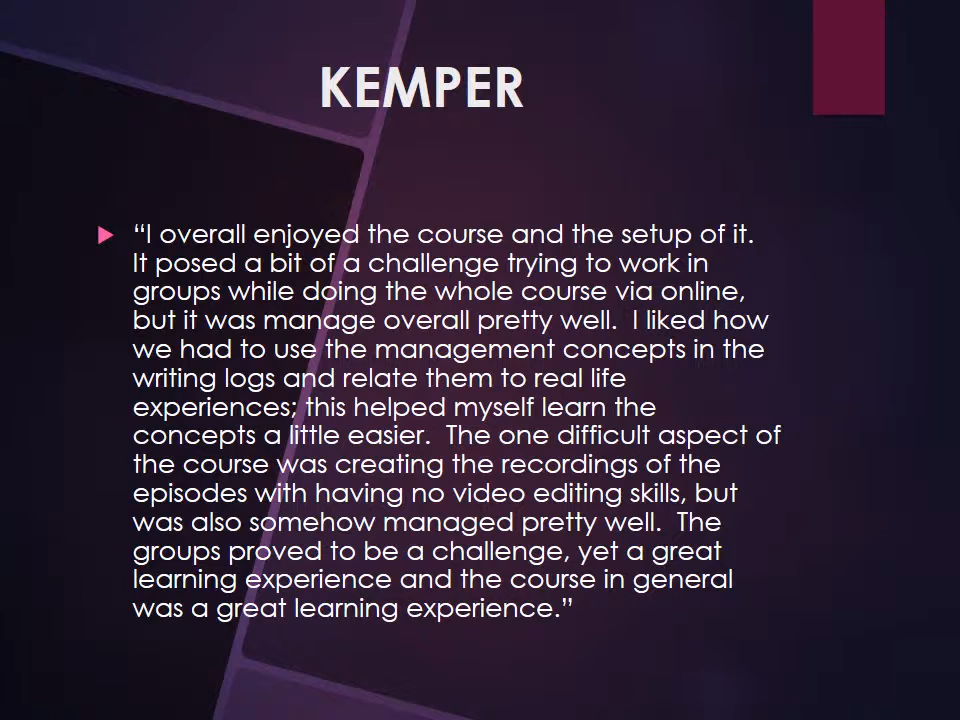 KEMPER
“I overall enjoyed the course and the setup of it.
It posed a bit of a challenge trying to work in
groups while doing the whole course via online,
but it was manage overall pretty well.  I liked how
we had to use the management concepts in the
writing logs and relate them to real life
experiences; this helped myself learn the
concepts a little easier.  The one difficult aspect of
the course was creating the recordings of the
episodes with having no video editing skills, but
was also somehow managed pretty well.  The
groups proved to be a challenge, yet a great
learning experience and the course in general
was a great learning experience.”